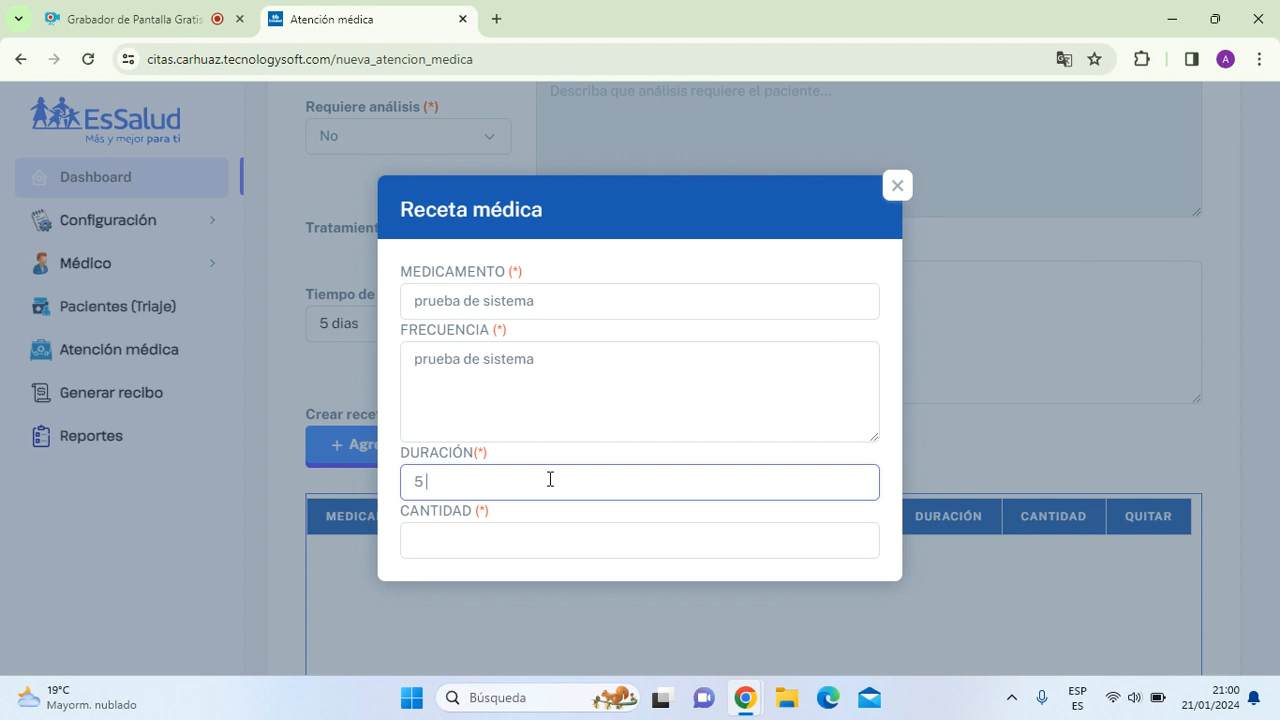 Grabador de Pantalla Gratis
Atención médica
citas.carhuaz.tecnologysoft.com/nueva_atencion_medica
A
EsSalud
Más y mejor para ti
Dashboard
Configuración
Médico
Pacientes (Triaje)
Atención médica
Generar recibo
Reportes
Requiere análisis (*)
No
Describa que análisis requiere el paciente...
Tratamien
Tiempo de
5 dias
Crear rece
+ Agre
Receta médica
MEDICAMENTO (*)
prueba de sistema
FRECUENCIA (*)
prueba de sistema
DURACIÓN(*)
5
CANTIDAD (*)
MEDICA
DURACIÓN
CANTIDAD
QUITAR
19°C
Mayorm. nublado
Búsqueda
ESP
ES
21:00
21/01/2024